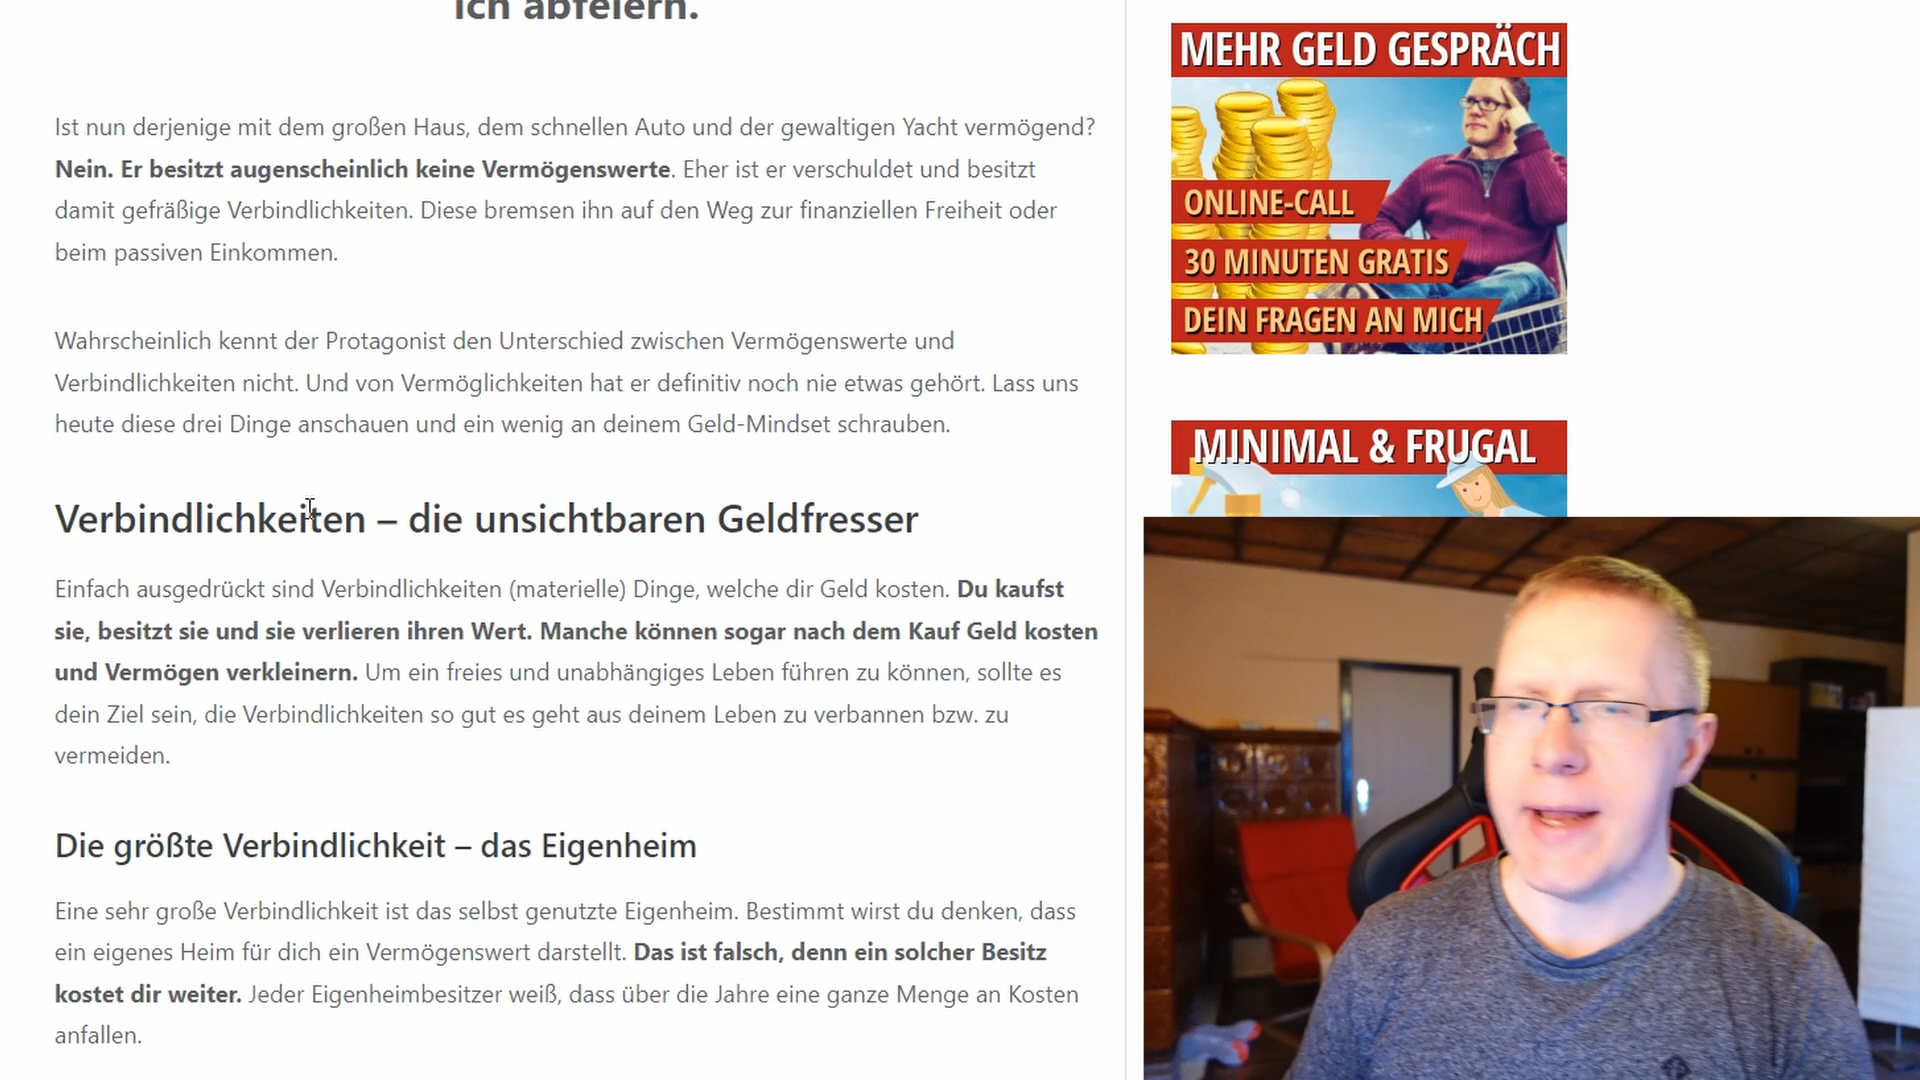 ich abfeiern.
Ist nun derjenige mit dem großen Haus, dem schnellen Auto und der gewaltigen Yacht vermögend?
Nein. Er besitzt augenscheinlich keine Vermögenswerte. Eher ist er verschuldet und besitzt
damit gefräßige Verbindlichkeiten. Diese bremsen ihn auf den Weg zur finanziellen Freiheit oder
beim passiven Einkommen.
Wahrscheinlich kennt der Protagonist den Unterschied zwischen Vermögenswerte und
Verbindlichkeiten nicht. Und von Vermöglichkeiten hat er definitiv noch nie etwas gehört. Lass uns
heute diese drei Dinge anschauen und ein wenig an deinem Geld-Mindset schrauben.
Verbindlichkeiten – die unsichtbaren Geldfresser
Einfach ausgedrückt sind Verbindlichkeiten (materielle) Dinge, welche dir Geld kosten. Du kaufst
sie, besitzt sie und sie verlieren ihren Wert. Manche können sogar nach dem Kauf Geld kosten
und Vermögen verkleinern. Um ein freies und unabhängiges Leben führen zu können, sollte es
dein Ziel sein, die Verbindlichkeiten so gut es geht aus deinem Leben zu verbannen bzw. zu
vermeiden.
Die größte Verbindlichkeit – das Eigenheim
Eine sehr große Verbindlichkeit ist das selbst genutzte Eigenheim. Bestimmt wirst du denken, dass
ein eigenes Heim für dich ein Vermögenswert darstellt. Das ist falsch, denn ein solcher Besitz
kostet dir weiter. Jeder Eigenheimbesitzer weiß, dass über die Jahre eine ganze Menge an Kosten
anfallen.
MEHR GELD GESPRÄCH
ONLINE-CALL
30 MINUTEN GRATIS
DEIN FRAGEN AN MICH
MINIMAL & FRUGAL